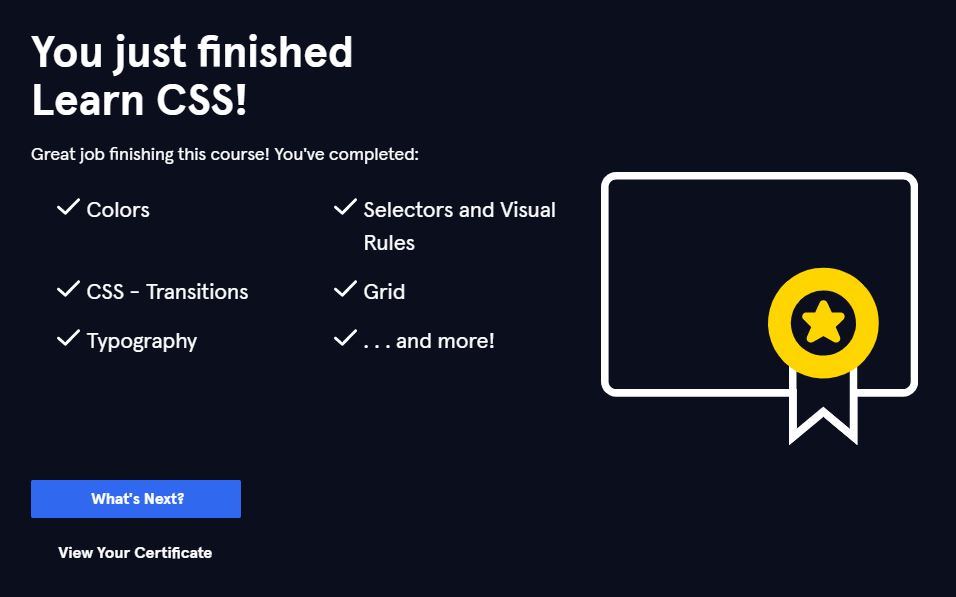 You just finished
Learn CSS!
Great job finishing this course! You've completed:
Colors
Selectors and Visual
Rules
CSS - Transitions
Grid
Typography
. . . and more!
What's Next?
View Your Certificate